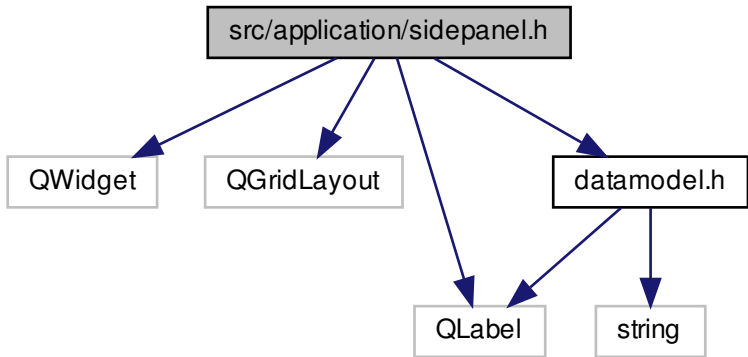 src/application/sidepanel.h
QWidget
QGridLayout
datamodel.h
QLabel
string